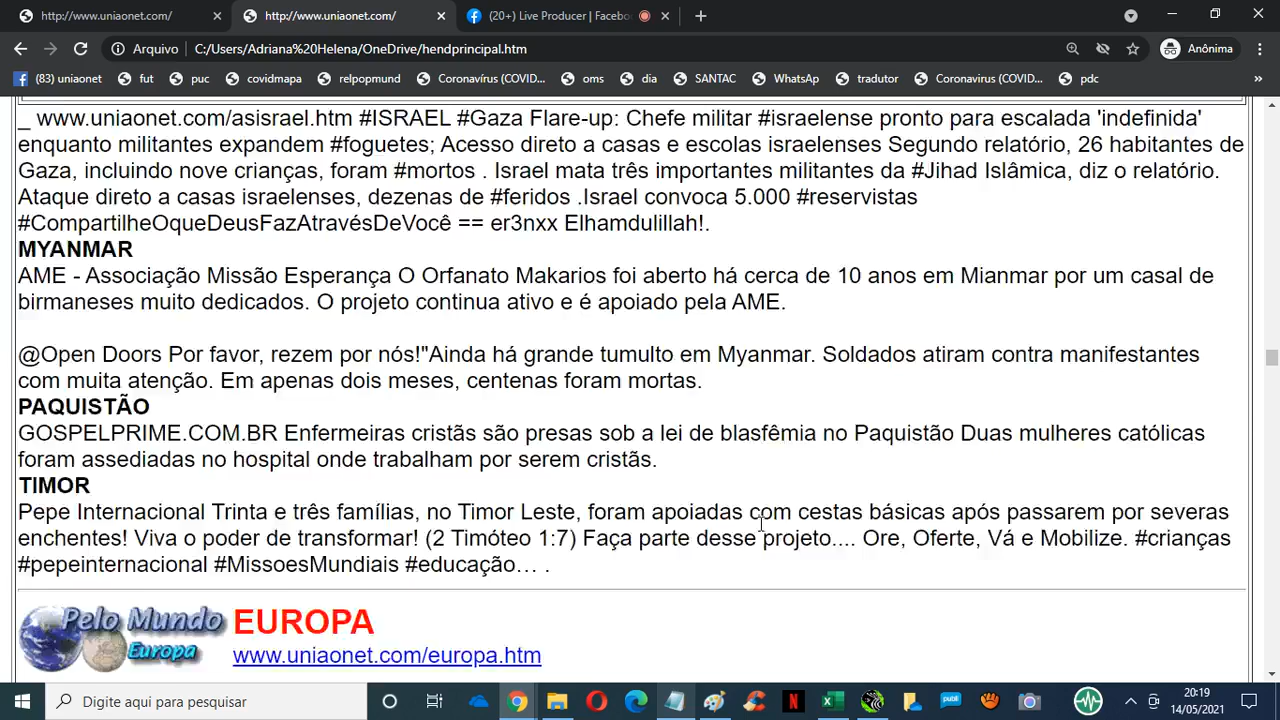 http://www.uniaonet.com/
http://www.uniaonet.com/
(20+) Live Producer | Facebo
Arquivo
C:/Users/Adriana%20Helena/OneDrive/hendprincipal.htm
Anônima
(83) uniaonet
fut
puc
covidmapa
relpopmund
Coronavírus (COVID...
oms
dia
SANTAC
WhatsApp
tradutor
Coronavirus (COVID...
pdc
»
_ www.uniaonet.com/asisrael.htm #ISRAEL #Gaza Flare-up: Chefe militar #israelense pronto para escalada 'indefinida'
enquanto militantes expandem #foguetes; Acesso direto a casas e escolas israelenses Segundo relatório, 26 habitantes de
Gaza, incluindo nove crianças, foram #mortos . Israel mata três importantes militantes da #Jihad Islâmica, diz o relatório.
Ataque direto a casas israelenses, dezenas de #feridos .Israel convoca 5.000 #reservistas
#CompartilheOqueDeusFazAtravésDeVocê == er3nxx Elhamdulillah!.
MYANMAR
AME - Associação Missão Esperança O Orfanato Makarios foi aberto há cerca de 10 anos em Mianmar por um casal de
birmaneses muito dedicados. O projeto continua ativo e é apoiado pela AME.
@Open Doors Por favor, rezem por nós!"Ainda há grande tumulto em Myanmar. Soldados atiram contra manifestantes
com muita atenção. Em apenas dois meses, centenas foram mortas.
PAQUISTÃO
GOSPELPRIME.COM.BR Enfermeiras cristãs são presas sob a lei de blasfêmia no Paquistão Duas mulheres católicas
foram assediadas no hospital onde trabalham por serem cristãs.
TIMOR
Pepe Internacional Trinta e três famílias, no Timor Leste, foram apoiadas com cestas básicas após passarem por severas
enchentes! Viva o poder de transformar! (2 Timóteo 1:7) Faça parte desse projeto.... Ore, Oferte, Vá e Mobilize. #crianças
#pepeinternacional #MissoesMundiais #educação… .
Pelo Mundo
Europa
EUROPA
www.uniaonet.com/europa.htm
Digite aqui para pesquisar
publi
20:19
14/05/2021